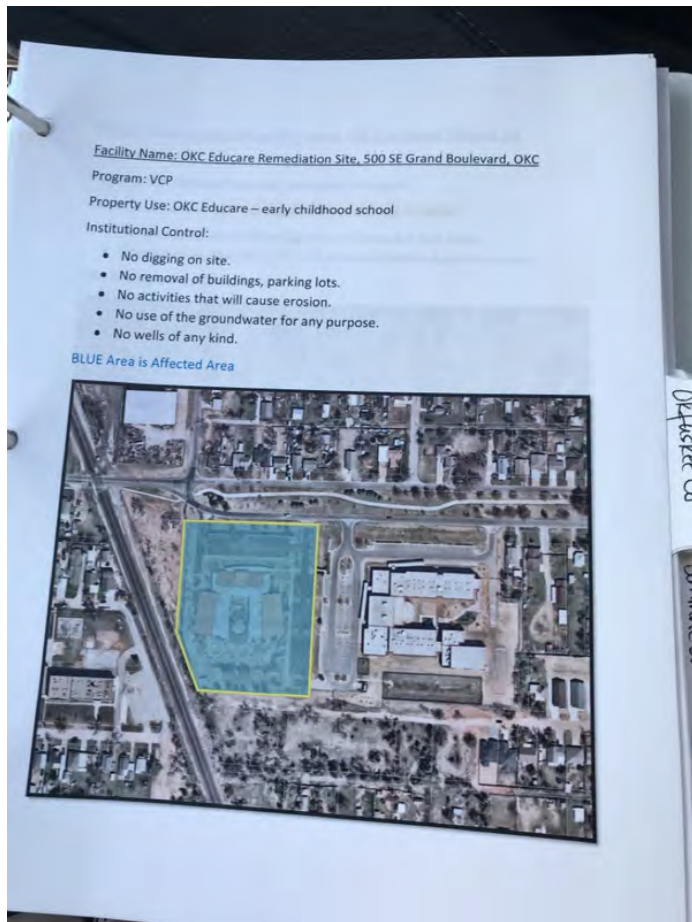 Facility Name: OKC Educare Remediation Site, 500 SE Grand Boulevard, OKC
Program: VCP
Property Use: OKC Educare – early childhood school
Institutional Control:
• No digging on site.
• No removal of buildings, parking lots.
• No activities that will cause erosion.
• No use of the groundwater for any purpose.
• No wells of any kind.
BLUE Area is Affected Area
Okfuskee Co